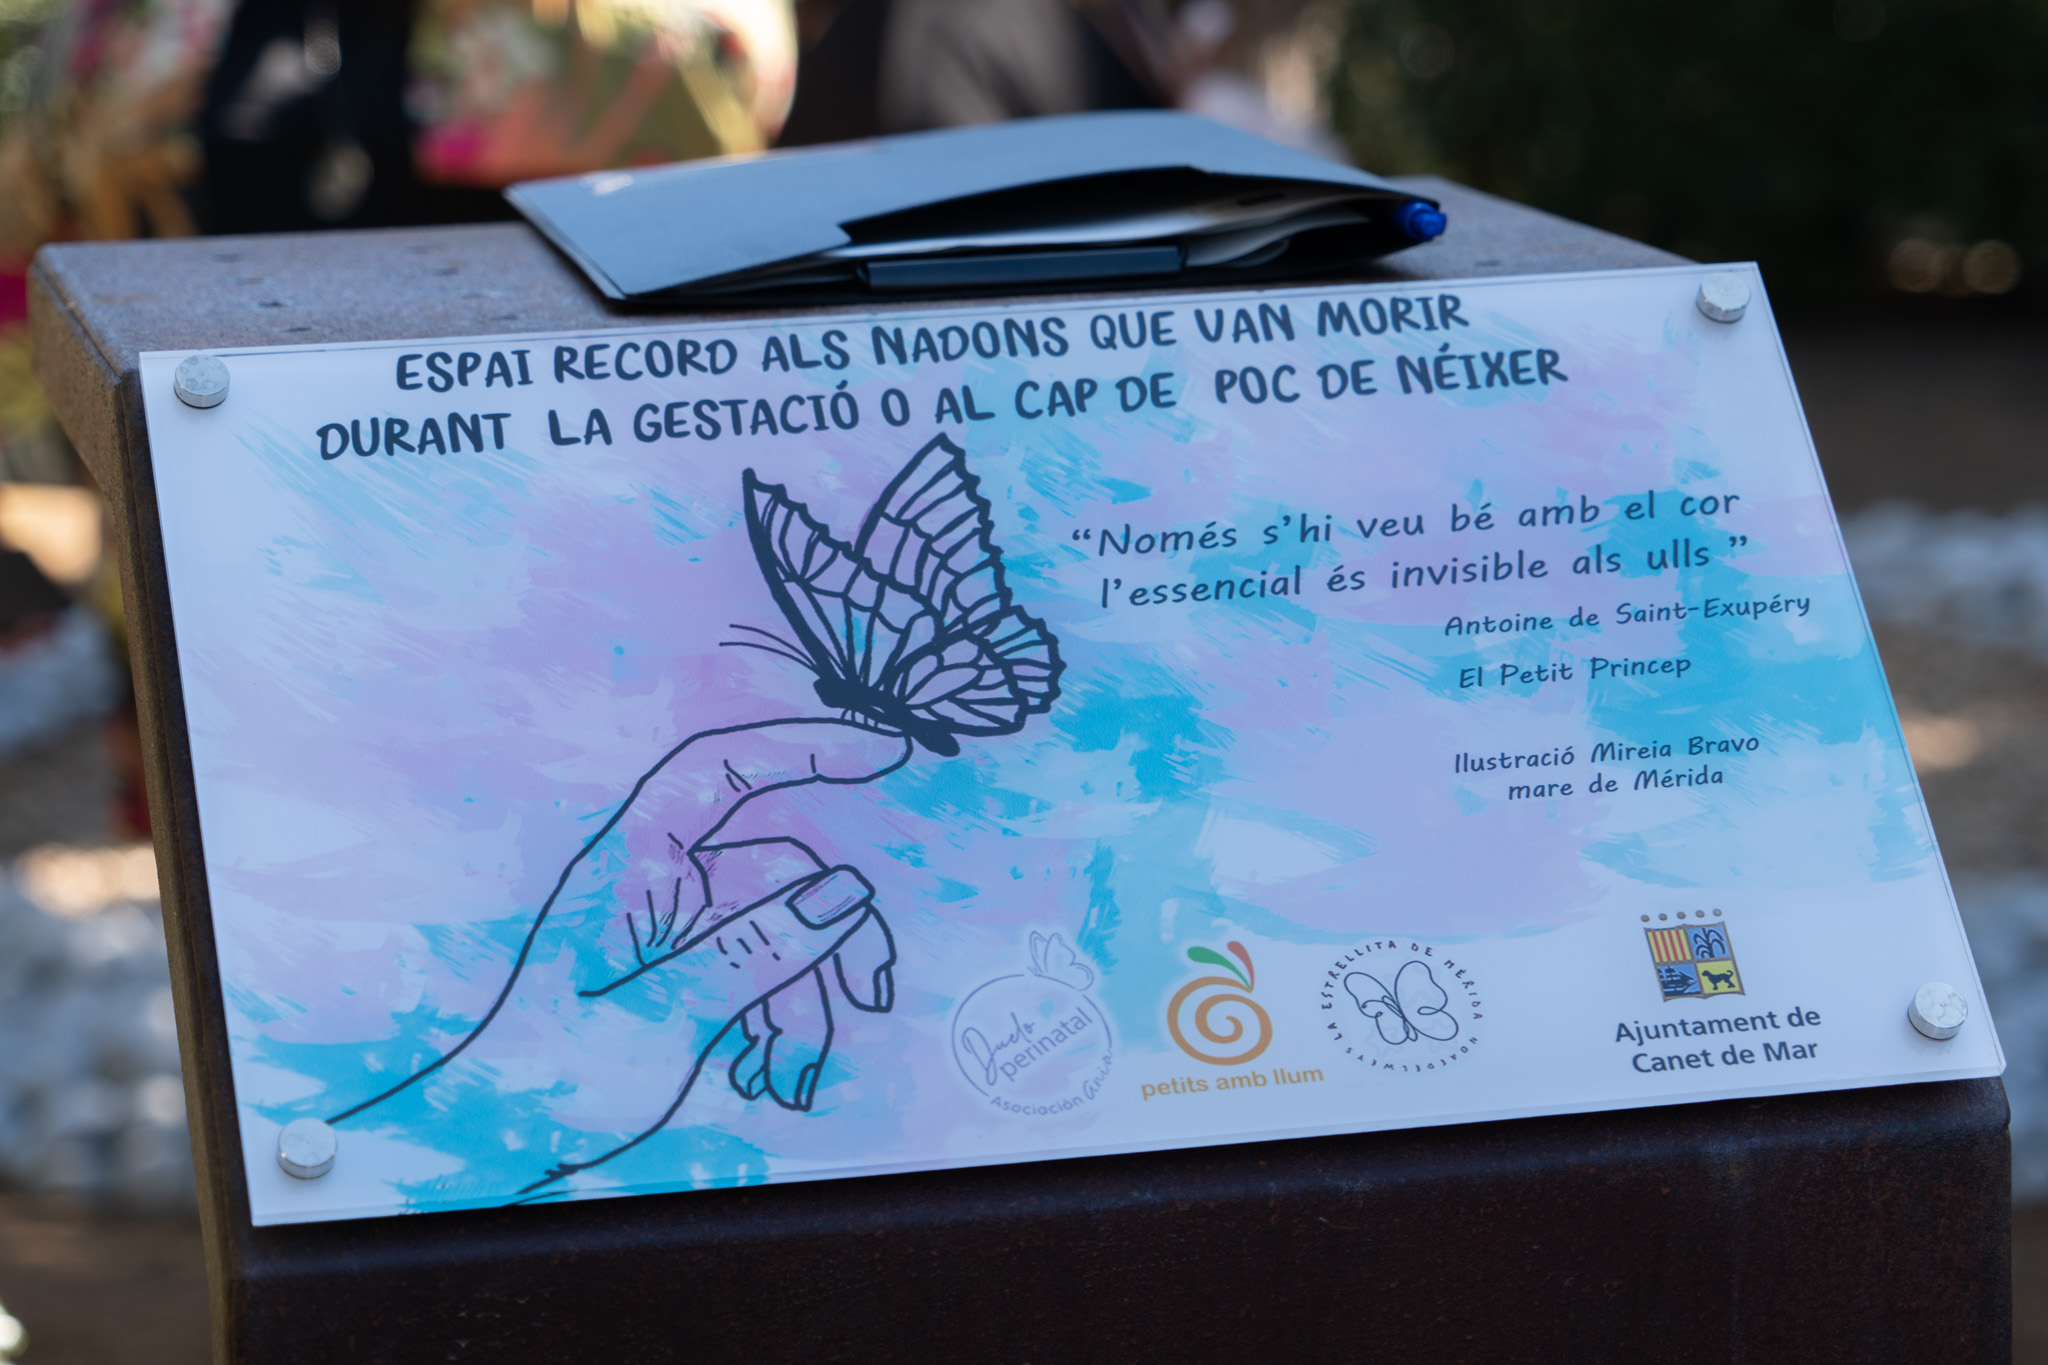 ESPAI RECORD ALS NADONS QUE VAN MORIR
DURANT LA GESTACIÓ O AL CAP DE POC DE NÉIXER
“Només s’hi veu bé amb el cor
l’essencial és invisible als ulls”
Antoine de Saint-Exupéry
El Petit Princep
Ilustració Mireia Bravo
mare de Mérida
Duelo
perinatal
Asociación
petits amb llum
LA ESTRELLITA DE MÉRIDA
Ajuntament de
Canet de Mar